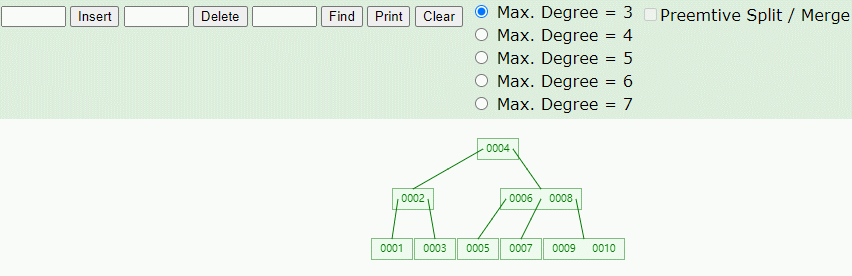 Insert Delete Find Print Clear
Max. Degree = 3
Max. Degree = 4
Max. Degree = 5
Max. Degree = 6
Max. Degree = 7
Preemtive Split / Merge
0004
0002 0006 0008
0001 0003 0005 0007 0009 0010